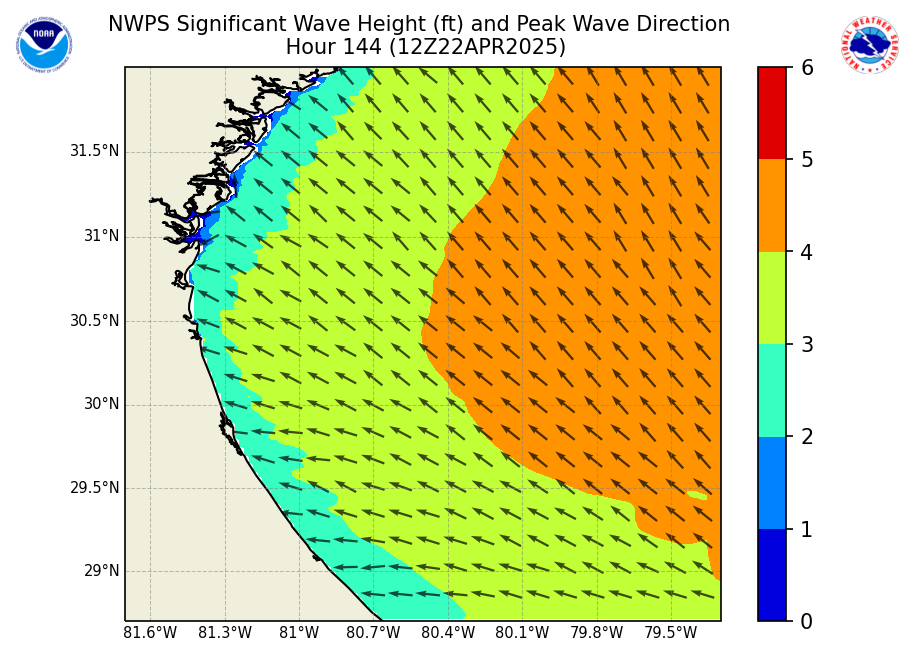 NWPS Significant Wave Height (ft) and Peak Wave Direction
Hour 144 (12Z22APR2025)
NOAA
NATIONAL WEATHER SERVICE
31.5°N
31°N
30.5°N
30°N
29.5°N
29°N
81.6°W 81.3°W 81°W 80.7°W 80.4°W 80.1°W 79.8°W 79.5°W
6
5
4
3
2
1
0